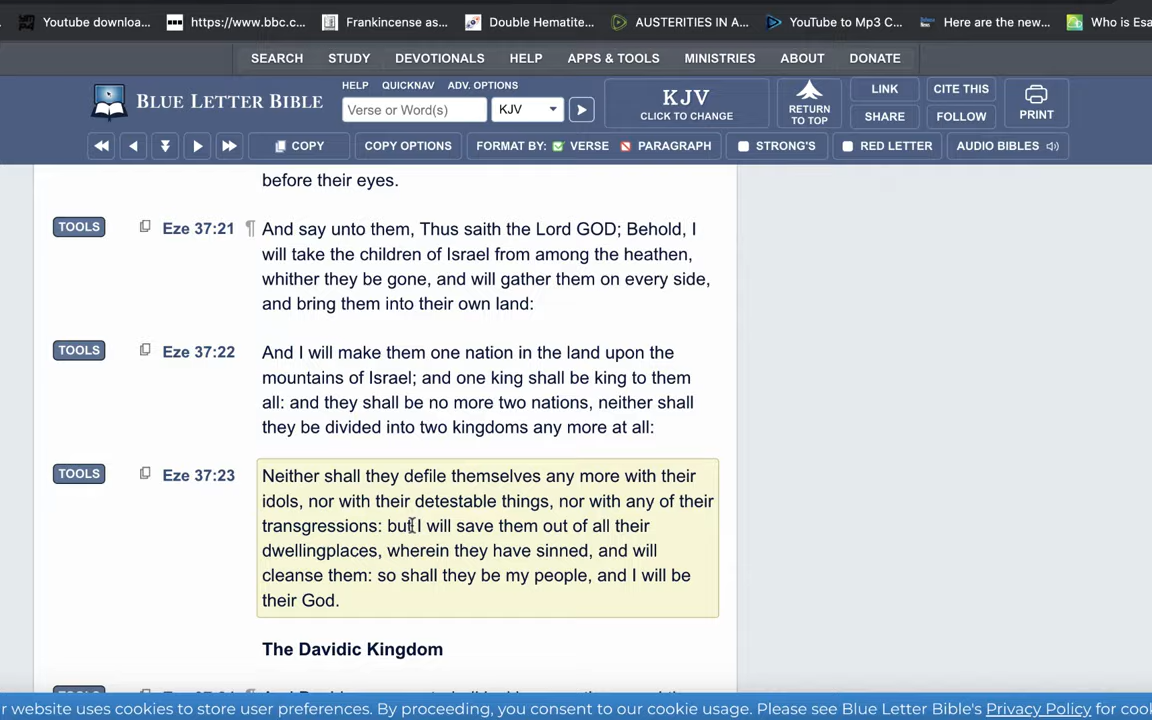 Youtube downloa...
https://www.bbc.c...
Frankincense as...
Double Hematite...
AUSTERITIES IN A...
YouTube to Mp3 C...
Here are the new...
Who is Esa
SEARCH STUDY DEVOTIONALS HELP APPS & TOOLS MINISTRIES ABOUT DONATE
BLUE LETTER BIBLE
HELP QUICKNAV ADV. OPTIONS
Verse or Word(s) KJV
KJV
CLICK TO CHANGE
RETURN
TO TOP
LINK CITE THIS
SHARE FOLLOW
PRINT
COPY COPY OPTIONS FORMAT BY: VERSE PARAGRAPH STRONG'S RED LETTER AUDIO BIBLES
before their eyes.
TOOLS Eze 37:21 ¶ And say unto them, Thus saith the Lord GOD; Behold, I
will take the children of Israel from among the heathen,
whither they be gone, and will gather them on every side,
and bring them into their own land:
TOOLS Eze 37:22 And I will make them one nation in the land upon the
mountains of Israel; and one king shall be king to them
all: and they shall be no more two nations, neither shall
they be divided into two kingdoms any more at all:
TOOLS Eze 37:23 Neither shall they defile themselves any more with their
idols, nor with their detestable things, nor with any of their
transgressions: but I will save them out of all their
dwellingplaces, wherein they have sinned, and will
cleanse them: so shall they be my people, and I will be
their God.
The Davidic Kingdom
r website uses cookies to store user preferences. By proceeding, you consent to our cookie usage. Please see Blue Letter Bible's Privacy Policy for cook